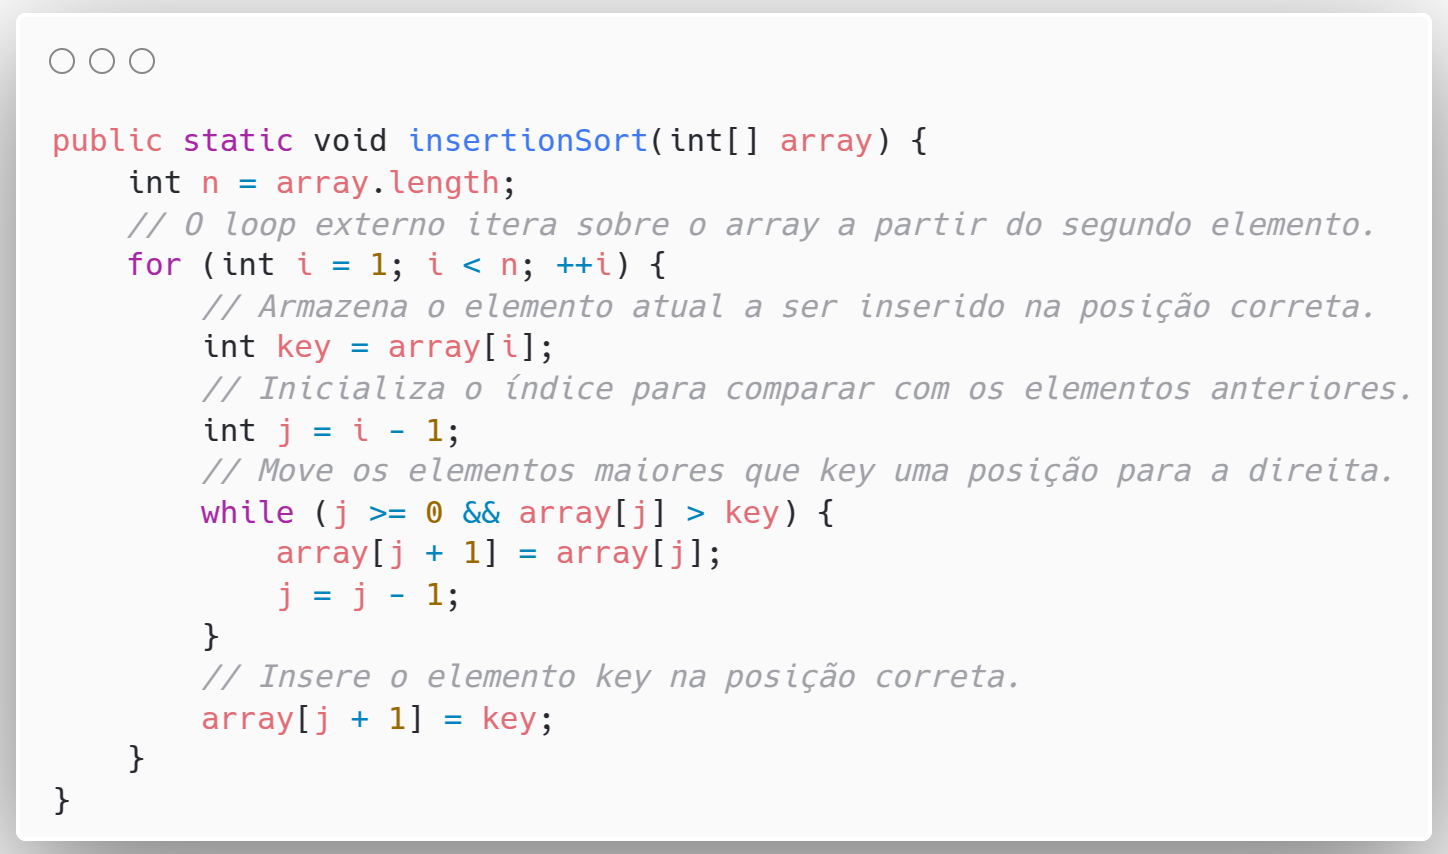 public static void insertionSort(int[] array) {
    int n = array.length;
    // O loop externo itera sobre o array a partir do segundo elemento.
    for (int i = 1; i < n; ++i) {
        // Armazena o elemento atual a ser inserido na posição correta.
        int key = array[i];
        // Inicializa o índice para comparar com os elementos anteriores.
        int j = i - 1;
        // Move os elementos maiores que key uma posição para a direita.
        while (j >= 0 && array[j] > key) {
            array[j + 1] = array[j];
            j = j - 1;
        }
        // Insere o elemento key na posição correta.
        array[j + 1] = key;
    }
}